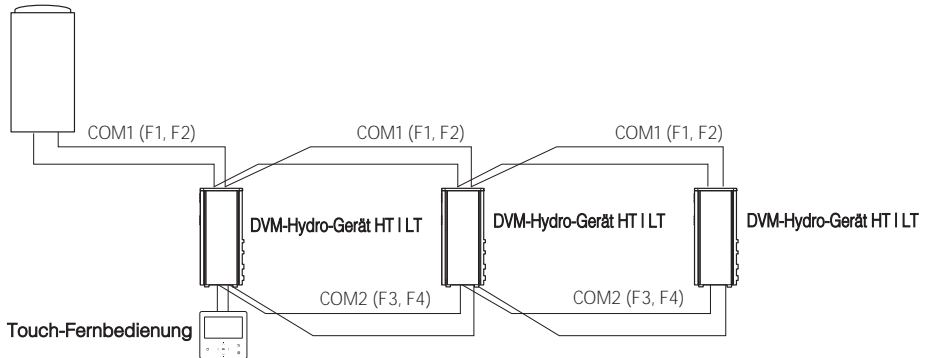 COM1 (F1, F2)
COM1 (F1, F2)
COM1 (F1, F2)
DVM-Hydro-Gerät HT I LT
DVM-Hydro-Gerät HT I LT
DVM-Hydro-Gerät HT I LT
COM2 (F3, F4)
COM2 (F3, F4)
Touch-Fernbedienung